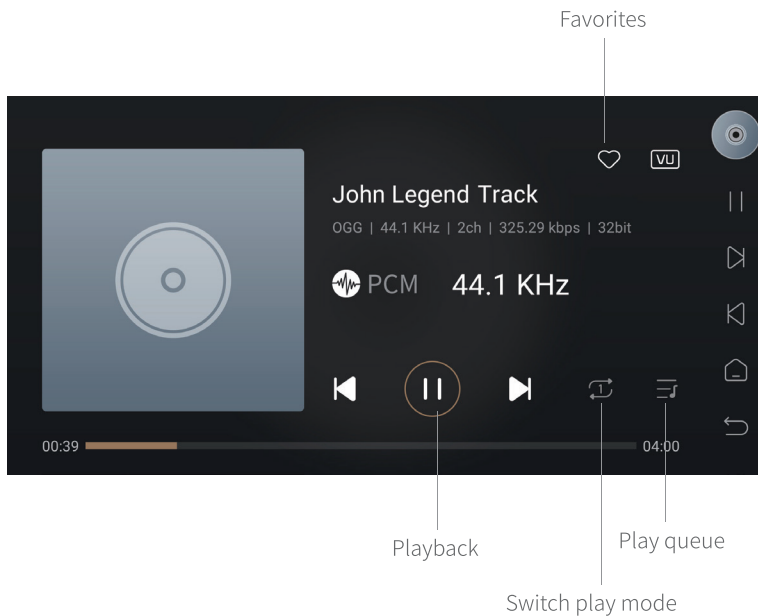 Favorites
VU
John Legend Track
OGG | 44.1 KHz | 2ch | 325.29 kbps | 32bit
PCM 44.1 KHz
1
00:39 04:00
Playback
Play queue
Switch play mode